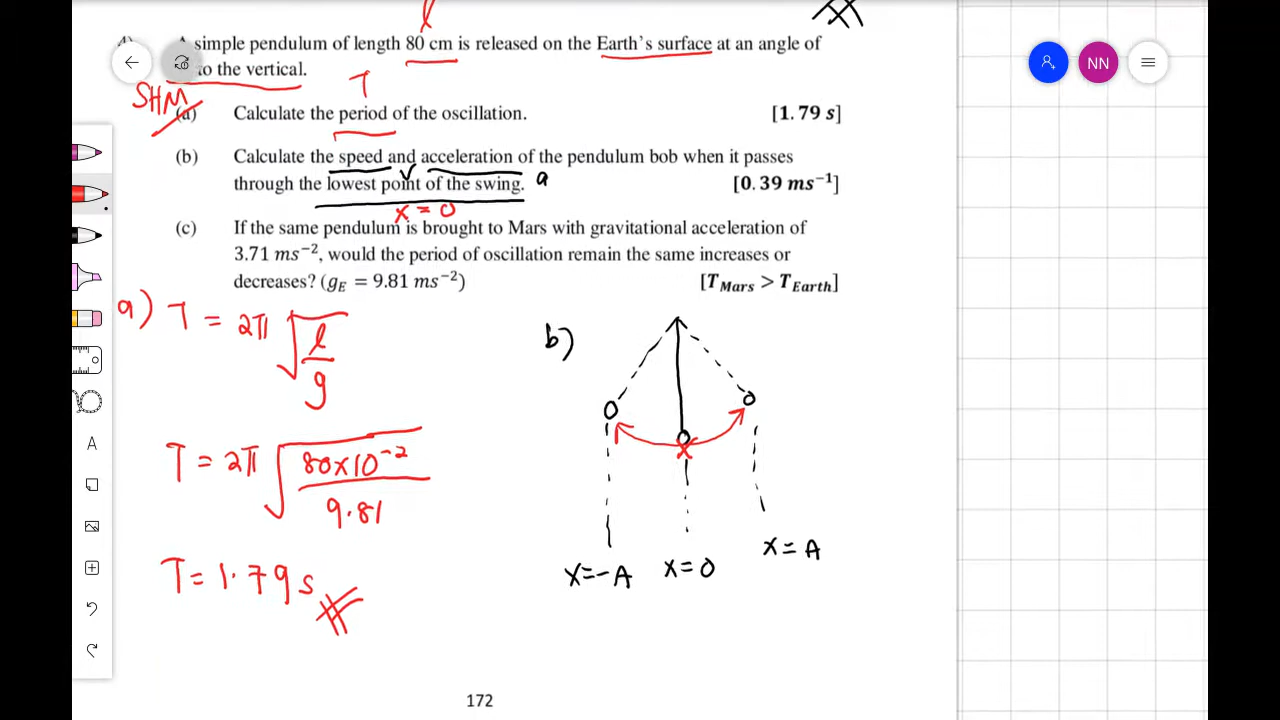 l
simple pendulum of length 80 cm is released on the Earth's surface at an angle of
to the vertical.
SHM
T
(a) Calculate the period of the oscillation. [1.79 s]
(b) Calculate the speed and acceleration of the pendulum bob when it passes
v
through the lowest point of the swing. a [0.39 ms⁻¹]
x = 0
(c) If the same pendulum is brought to Mars with gravitational acceleration of
3.71 ms⁻², would the period of oscillation remain the same increases or
decreases? (g_E = 9.81 ms⁻²) [T_Mars > T_Earth]
a) T = 2π √(l/g)
T = 2π √(80×10⁻²/9.81)
T = 1.79 s
b)
x=-A x=0 x=A
172
NN
A